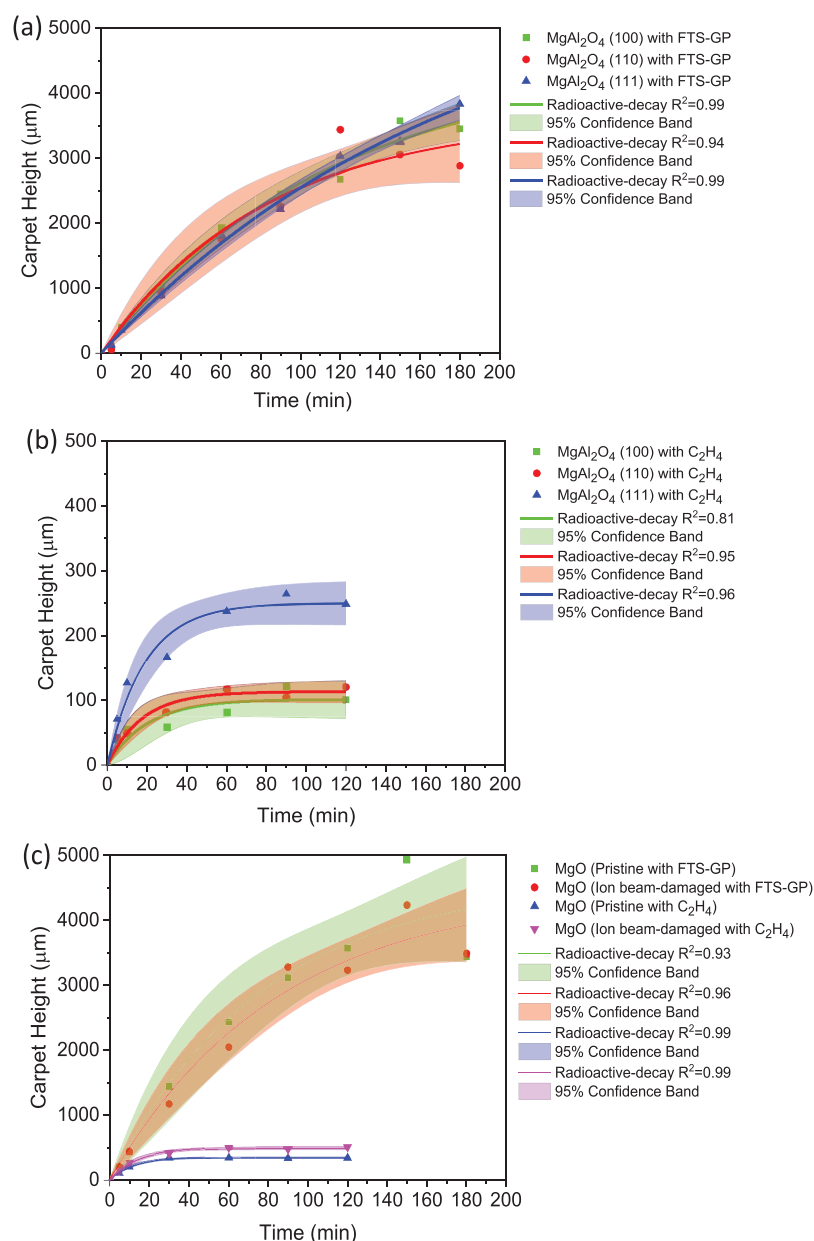 (a)
5000
4000
3000
2000
1000
0
0 20 40 60 80 100 120 140 160 180 200
Carpet Height (μm)
Time (min)
MgAl₂O₄ (100) with FTS-GP
MgAl₂O₄ (110) with FTS-GP
MgAl₂O₄ (111) with FTS-GP
Radioactive-decay R²=0.99
95% Confidence Band
Radioactive-decay R²=0.94
95% Confidence Band
Radioactive-decay R²=0.99
95% Confidence Band
(b)
500
400
300
200
100
0
0 20 40 60 80 100 120 140 160 180 200
Carpet Height (μm)
Time (min)
MgAl₂O₄ (100) with C₂H₄
MgAl₂O₄ (110) with C₂H₄
MgAl₂O₄ (111) with C₂H₄
Radioactive-decay R²=0.81
95% Confidence Band
Radioactive-decay R²=0.95
95% Confidence Band
Radioactive-decay R²=0.96
95% Confidence Band
(c)
5000
4000
3000
2000
1000
0
0 20 40 60 80 100 120 140 160 180 200
Carpet Height (μm)
Time (min)
MgO (Pristine with FTS-GP)
MgO (Ion beam-damaged with FTS-GP)
MgO (Pristine with C₂H₄)
MgO (Ion beam-damaged with C₂H₄)
Radioactive-decay R²=0.93
95% Confidence Band
Radioactive-decay R²=0.96
95% Confidence Band
Radioactive-decay R²=0.99
95% Confidence Band
Radioactive-decay R²=0.99
95% Confidence Band